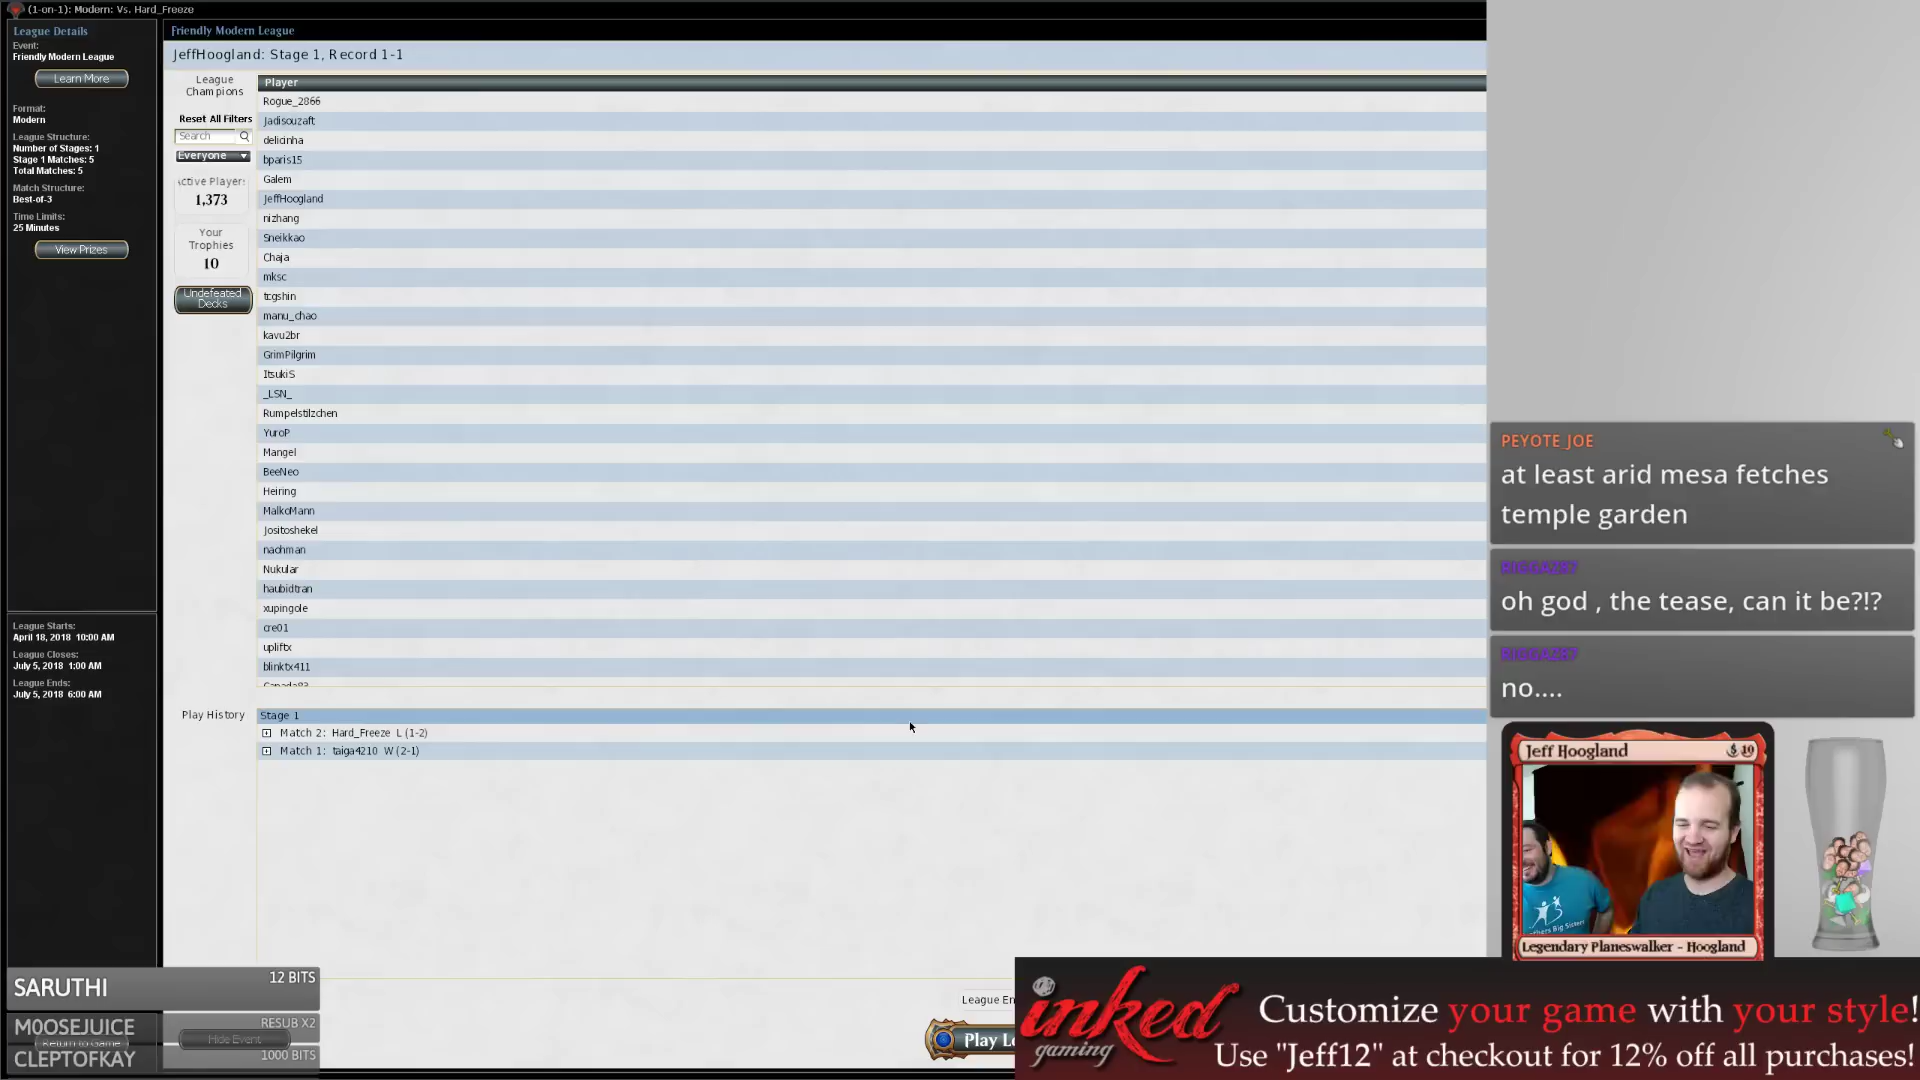 (1-on-1): Modern: Vs. Hard_Freeze
League Details
Event:
Friendly Modern League
Learn More
Format:
Modern
League Structure:
Number of Stages: 1
Stage 1 Matches: 5
Total Matches: 5
Match Structure:
Best-of-3
Time Limits:
25 Minutes
View Prizes
League Starts:
April 18, 2018 10:00 AM
League Closes:
July 5, 2018 1:00 AM
League Ends:
July 5, 2018 6:00 AM
Friendly Modern League
JeffHoogland: Stage 1, Record 1-1
League
Champions
Reset All Filters
Search
Everyone
1,373
Your
Trophies
10
Undefeated
Decks
Player
Rogue_2866
Jadisouzaft
delicinha
bparis15
Galem
JeffHoogland
nizhang
Sneikkao
Chaja
mksc
tcgshin
manu_chao
kavu2br
GrimPilgrim
ItsukiS
_LSN_
Rumpelstilzchen
YuroP
Mangel
BeeNeo
Heiring
MalkoMann
Jositoshekel
nachman
Nukular
haubidtran
xupingole
cre01
upliftx
blinktx411
Play History
Stage 1
Match 2: Hard_Freeze L (1-2)
Match 1: taiga4210 W (2-1)
League En
Play Le
SARUTHI
12 BITS
M00SEJUICE
RESUB X2
Return to Game
Hide Event
CLEPTOFKAY
1000 BITS
PEYOTE_JOE
at least arid mesa fetches
temple garden
oh god , the tease, can it be?!?
no....
Jeff Hoogland
$ 10
Legendary Planeswalker - Hoogland
inked
gaming
Customize your game with your style!
Use "Jeff12" at checkout for 12% off all purchases!